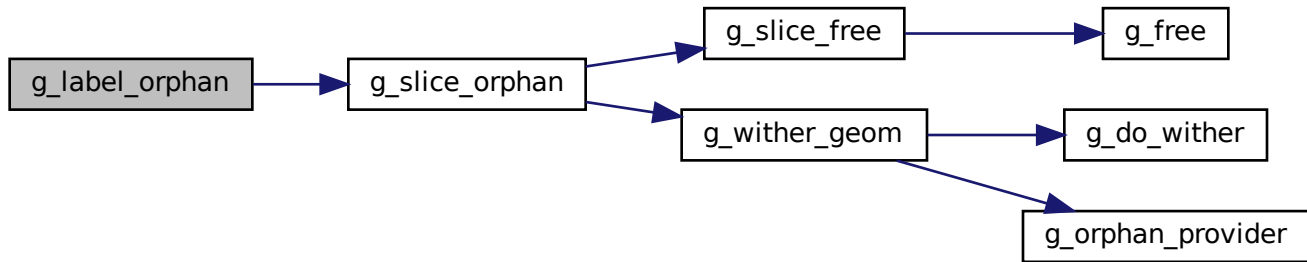 g_label_orphan
g_slice_orphan
g_slice_free
g_free
g_wither_geom
g_do_wither
g_orphan_provider